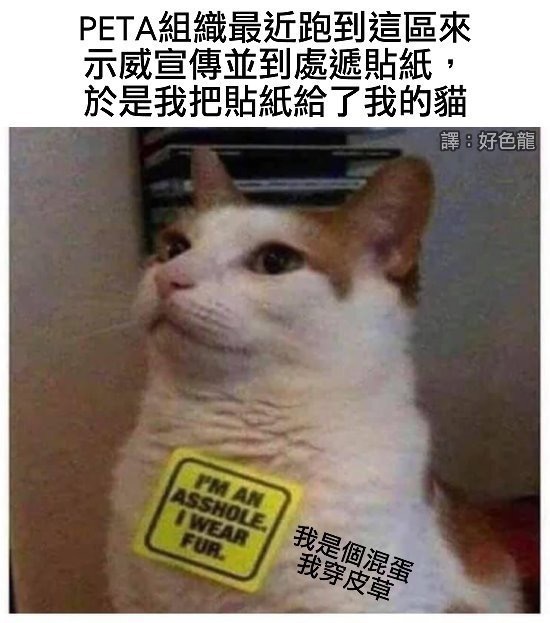 PETA組織最近跑到這區來
示威宣傳並到處遞貼紙，
於是我把貼紙給了我的貓
譯：好色龍
I'M AN
ASSHOLE.
I WEAR
FUR.
我是個混蛋
我穿皮草